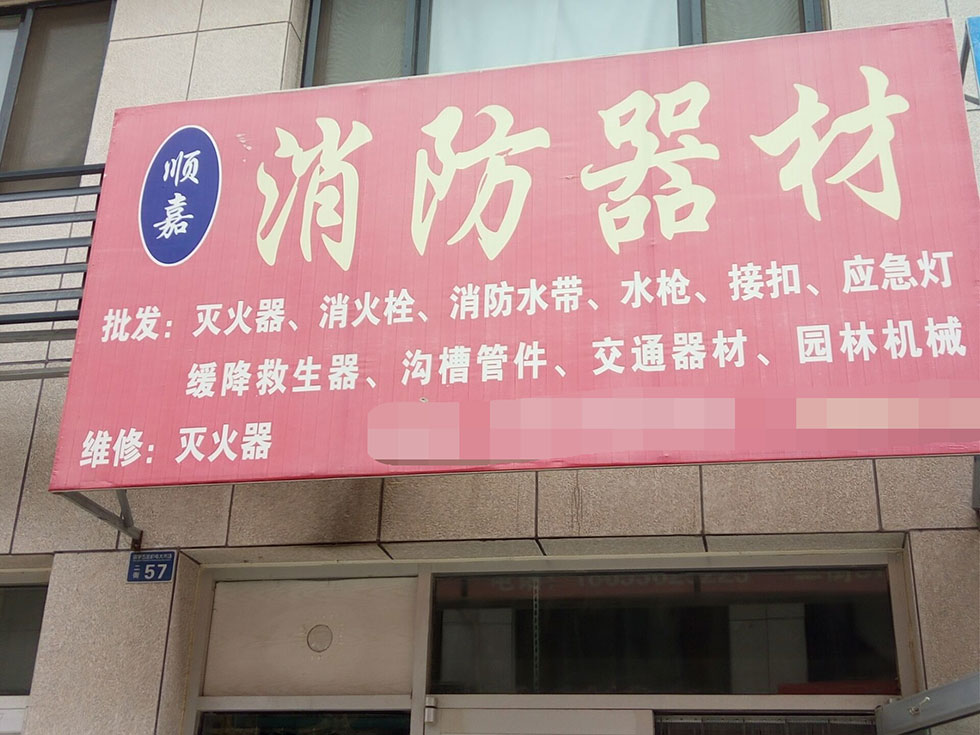 顺嘉
消防器材
批发：灭火器、消火栓、消防水带、水枪、接扣、应急灯
缓降救生器、沟槽管件、交通器材、园林机械
维修：灭火器
二街 57